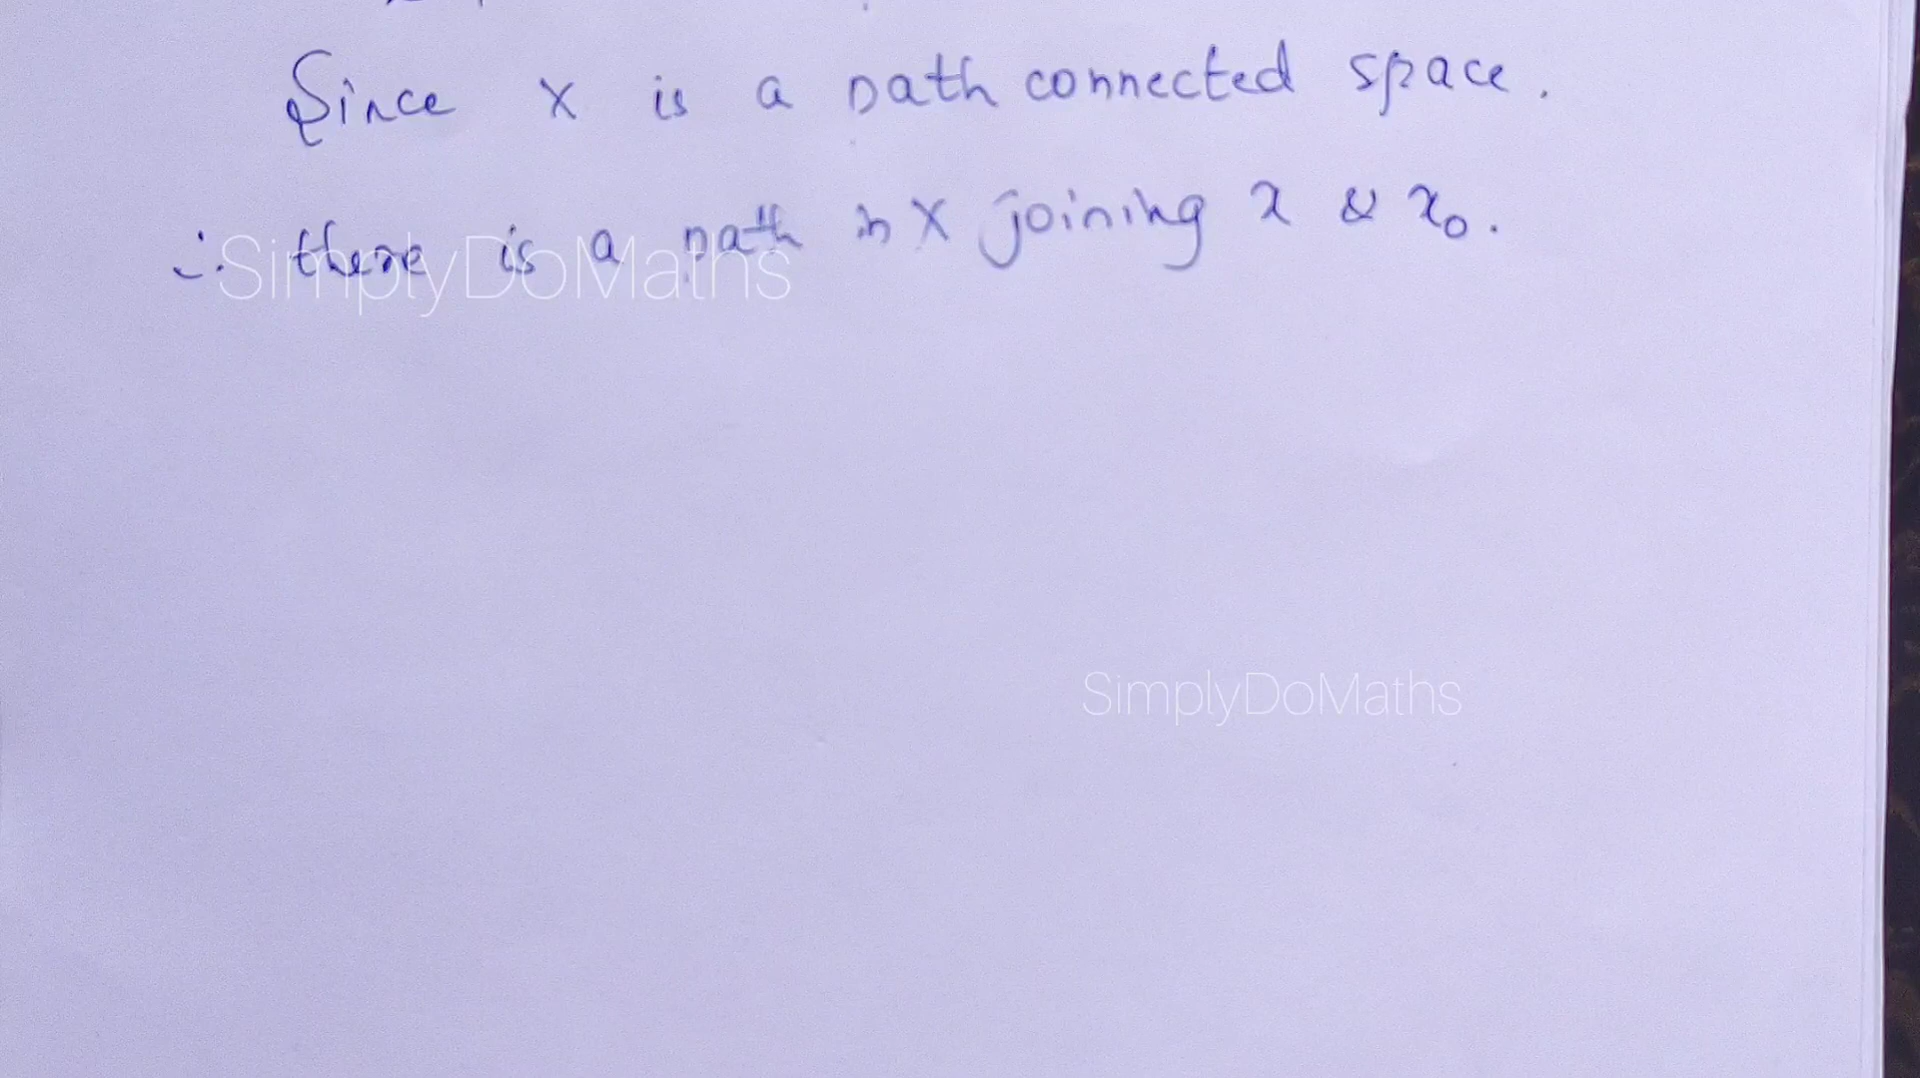 Since X is a path connected space.
∴ there is a path in X joining x & x₀.
SimplyDoMaths
SimplyDoMaths